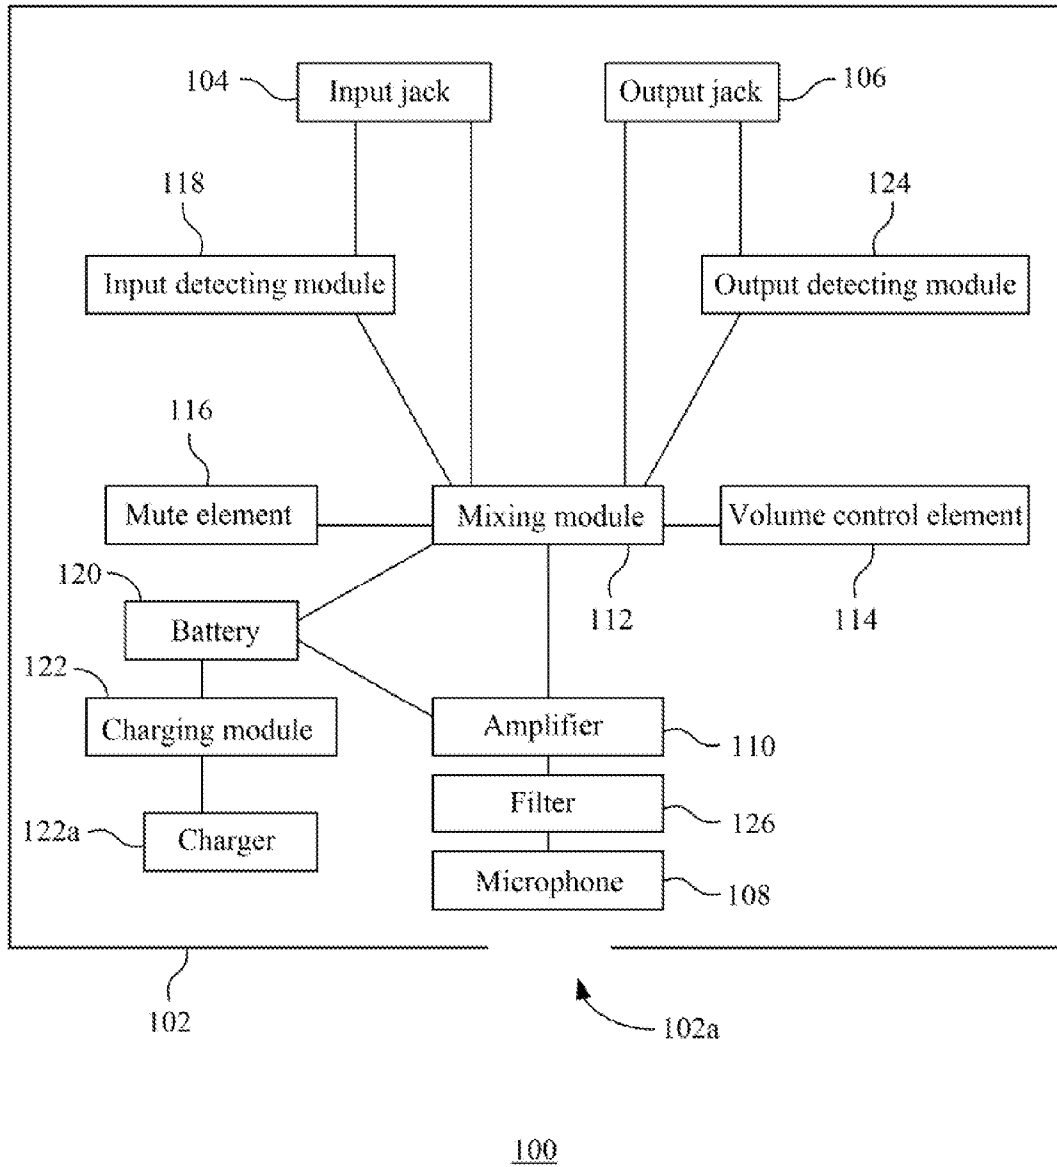 104
Input jack
Output jack
106
118
124
Input detecting module
Output detecting module
116
Mute element
Mixing module
Volume control element
120
112
114
Battery
122
Charging module
Amplifier
110
Filter
126
122a
Charger
Microphone
108
102
102a
100